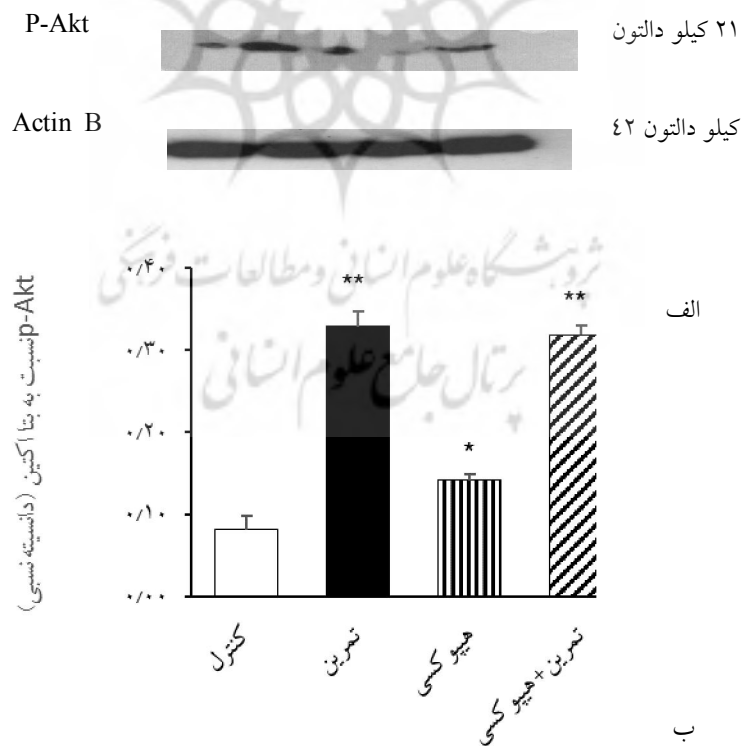 P-Akt
۲۱ کیلو دالتون
Actin B
کیلو دالتون ٤٢
پژوهشگاه علوم انسانی و مطالعات فرهنگی
پرتال جامع علوم انسانی
الف
p-Akt نسبت به بتا اکتین (دانسیته نسبی)
۰/۴۰
۰/۳۰
۰/۲۰
۰/۱۰
۰/۰۰
**
*
**
کنترل
تمرین
هیپوکسی
تمرین+هیپوکسی
ب